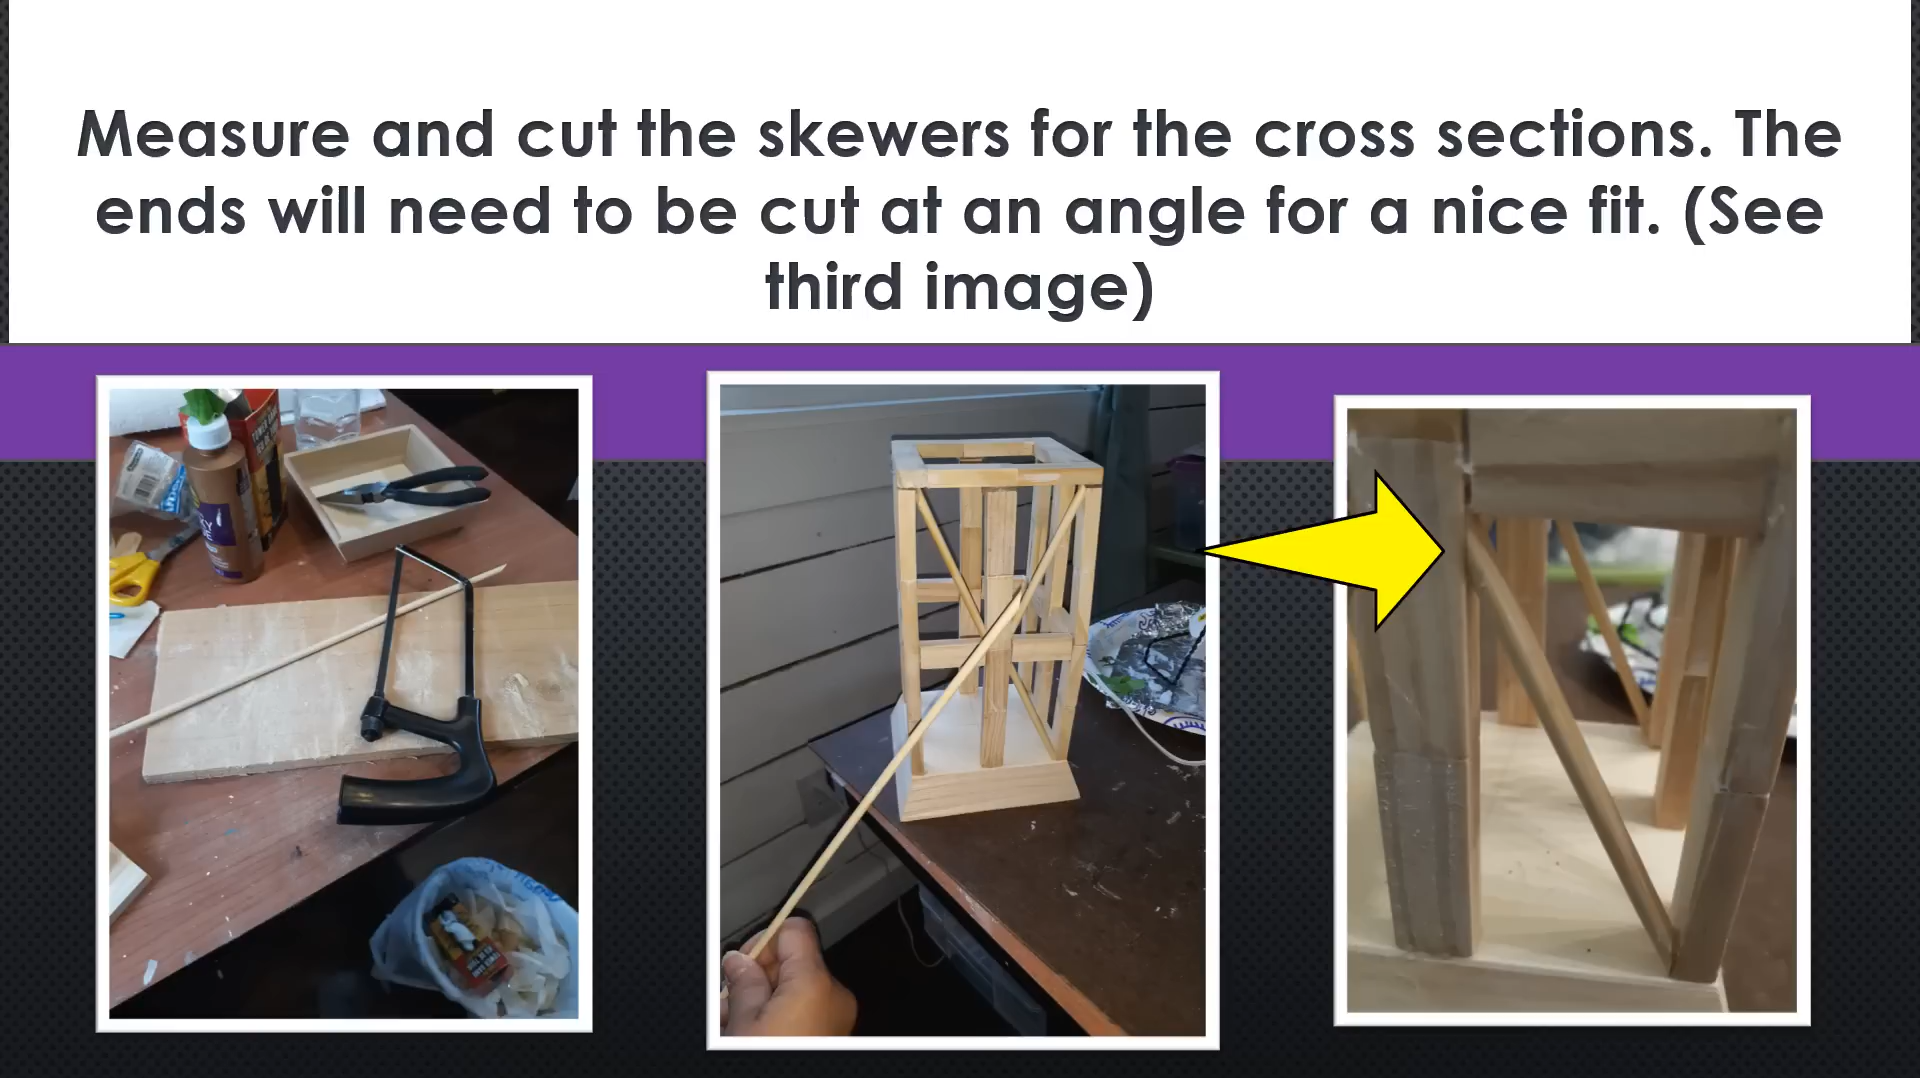 Measure and cut the skewers for the cross sections. The
ends will need to be cut at an angle for a nice fit. (See
third image)